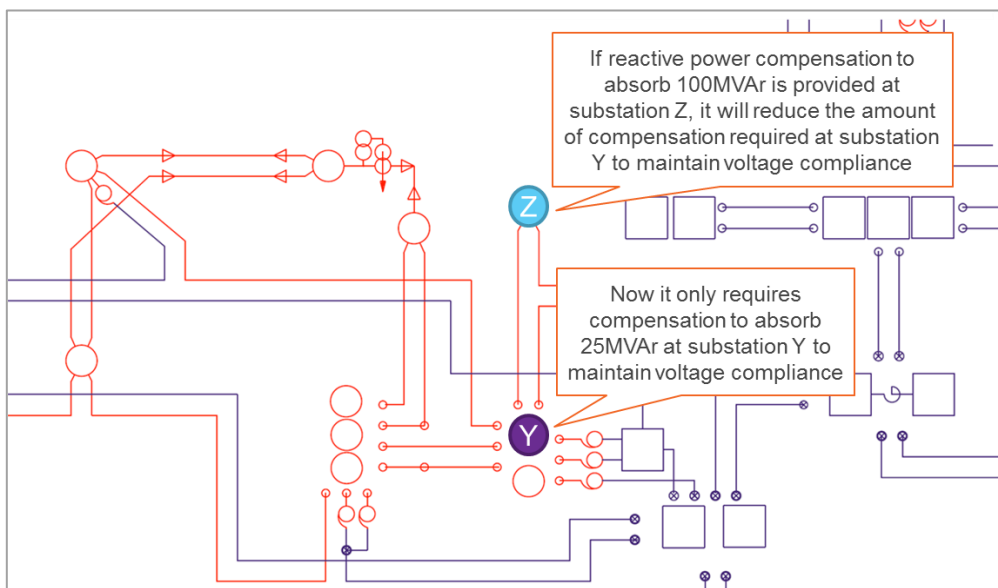 If reactive power compensation to
absorb 100MVAr is provided at
substation Z, it will reduce the amount
of compensation required at substation
Y to maintain voltage compliance
Z
Now it only requires
compensation to absorb
25MVAr at substation Y to
maintain voltage compliance
Y